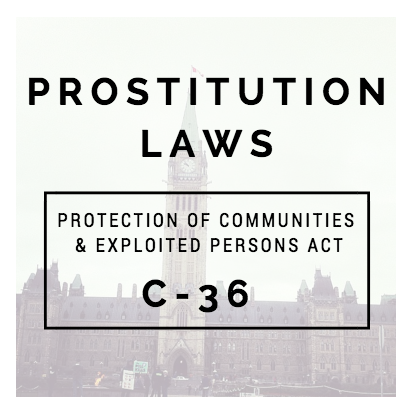 PROSTITUTION
LAWS
PROTECTION OF COMMUNITIES
& EXPLOITED PERSONS ACT
C-36